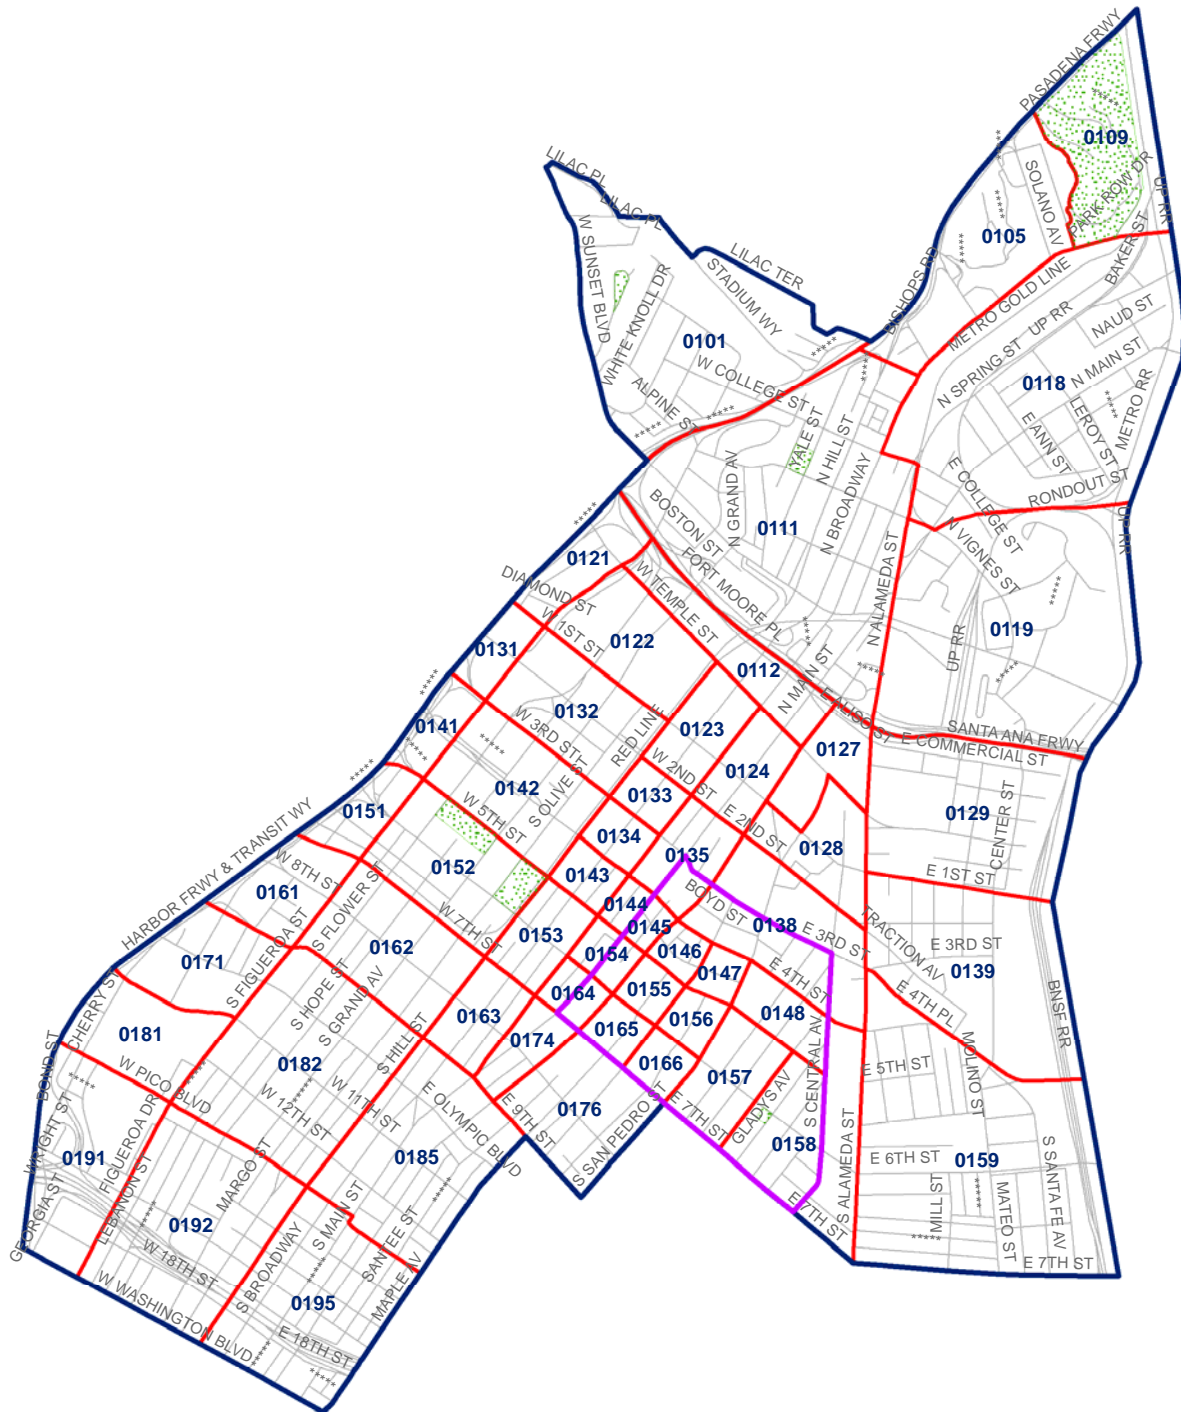 PASADENA FRWY
*****
0109
*****
SOLANO AV
PARK ROW DR
UP RR
LILAC PL
LILAC PL
*****
0105
*****
BAKER ST
W SUNSET BLVD
LILAC TER
BISHOPS RD
METRO GOLD LINE
STADIUM WY
WHITE KNOLL DR
UP RR
NAUD ST
0101
*****
N SPRING ST
N MAIN ST
W COLLEGE ST
*****
0118
METRO RR
ALPINE ST
*****
*****
YALE ST
N HILL ST
LEROY ST
*****
E ANN ST
N GRAND AV
N BROADWAY
E COLLEGE ST
RONDOUT ST
BOSTON ST
*****
0111
UP RR
N VIGNES ST
0121
FORT MOORE PL
N ALAMEDA ST
DIAMOND ST
W TEMPLE ST
*****
W 1ST ST
0122
*****
0119
0131
UP RR
*****
0112
N MAIN ST
*****
*****
0132
E ALISO ST
0141
W 3RD ST
RED LINE
0123
SANTA ANA FRWY
*****
*****
0127
E COMMERCIAL ST
*****
W 2ND ST
0124
0142
S OLIVE ST
0133
HARBOR FRWY & TRANSIT WY
0151
W 5TH ST
E 2ND ST
0129
CENTER ST
0134
0128
0152
0135
W 8TH ST
0143
E 1ST ST
0161
BOYD ST
0144
S FLOWER ST
W 7TH ST
0138
TRACTION AV
0145
E 3RD ST
E 3RD ST
0153
0162
0154
0146
0171
S FIGUEROA ST
0147
0139
E 4TH ST
CHERRY ST
S HOPE ST
S GRAND AV
0164
0155
E 4TH PL
BNSF RR
0163
0156
0148
0181
0165
S HILL ST
0174
S CENTRAL AV
BOND ST
0182
0166
MOLINO ST
W PICO BLVD
*****
*****
E 5TH ST
0157
*****
W 11TH ST
E OLYMPIC BLVD
0176
GLADYS AV
W 12TH ST
E 9TH ST
S SAN PEDRO ST
E 7TH ST
WRIGHT ST
FIGUEROA DR
0158
S ALAMEDA ST
0191
0185
E 6TH ST
0159
S SANTA FE AV
MARGO ST
GEORGIA ST
LEBANON ST
*****
*****
0192
S MAIN ST
E 7TH ST
MILL ST
*****
MATEO ST
W 18TH ST
SANTEE ST
*****
S BROADWAY
*****
E 7TH ST
W WASHINGTON BLVD
0195
MAPLE AV
E 18TH ST
*****
*****